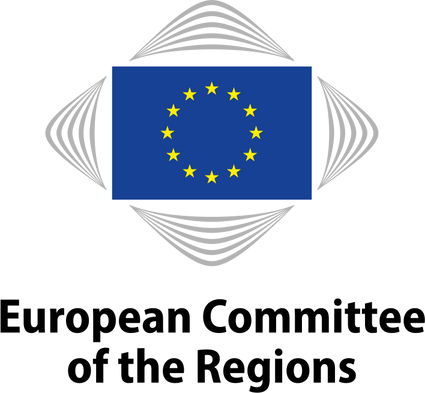 European Committee
of the Regions